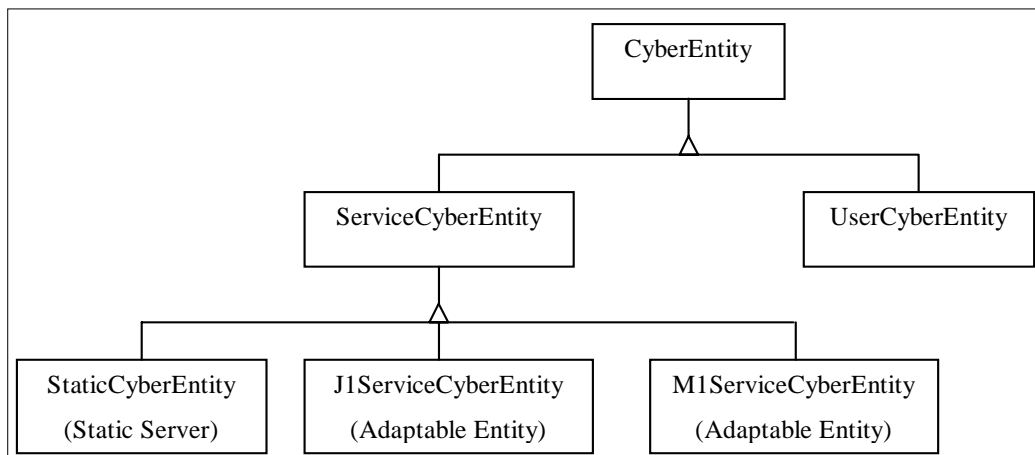 CyberEntity
ServiceCyberEntity
UserCyberEntity
StaticCyberEntity
(Static Server)
J1ServiceCyberEntity
(Adaptable Entity)
M1ServiceCyberEntity
(Adaptable Entity)